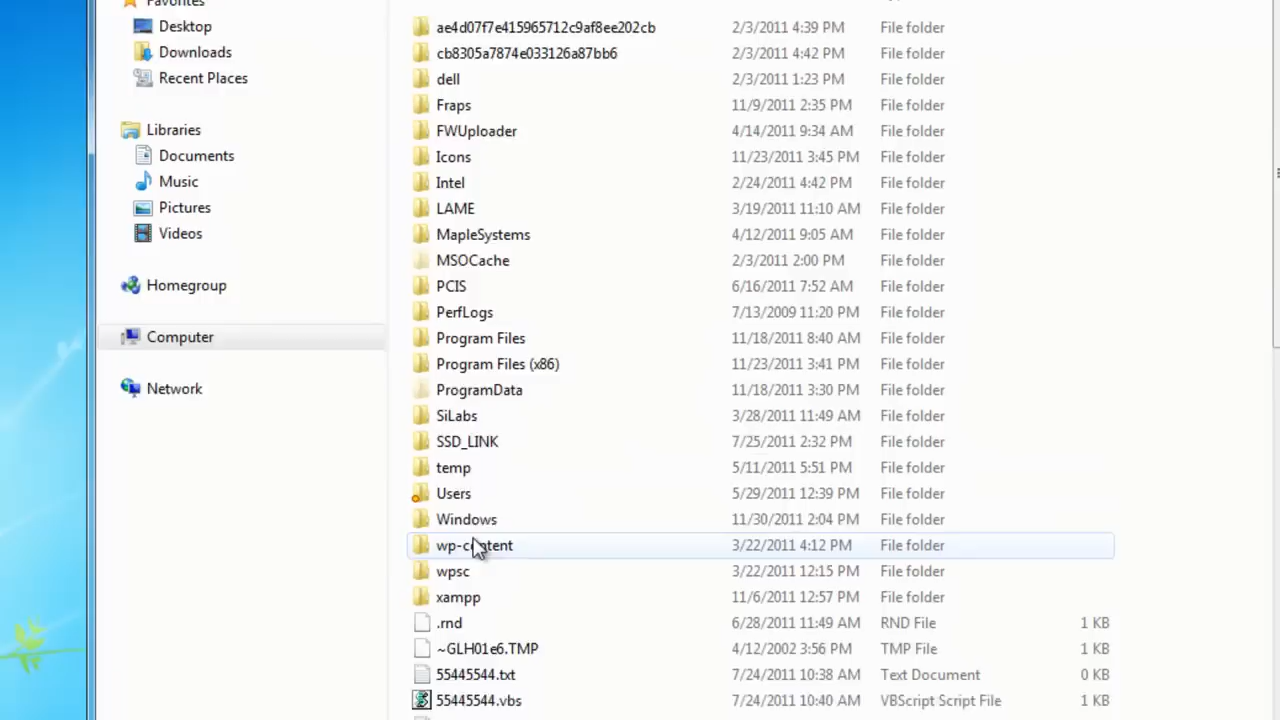 Favorites
Desktop
Downloads
Recent Places
Libraries
Documents
Music
Pictures
Videos
Homegroup
Computer
Network
ae4d07f7e415965712c9af8ee202cb 2/3/2011 4:39 PM File folder
cb8305a7874e033126a87bb6 2/3/2011 4:42 PM File folder
dell 2/3/2011 1:23 PM File folder
Fraps 11/9/2011 2:35 PM File folder
FWUploader 4/14/2011 9:34 AM File folder
Icons 11/23/2011 3:45 PM File folder
Intel 2/24/2011 4:42 PM File folder
LAME 3/19/2011 11:10 AM File folder
MapleSystems 4/12/2011 9:05 AM File folder
MSOCache 2/3/2011 2:00 PM File folder
PCIS 6/16/2011 7:52 AM File folder
PerfLogs 7/13/2009 11:20 PM File folder
Program Files 11/18/2011 8:40 AM File folder
Program Files (x86) 11/23/2011 3:41 PM File folder
ProgramData 11/18/2011 3:30 PM File folder
SiLabs 3/28/2011 11:49 AM File folder
SSD_LINK 7/25/2011 2:32 PM File folder
temp 5/11/2011 5:51 PM File folder
Users 5/29/2011 12:39 PM File folder
Windows 11/30/2011 2:04 PM File folder
wp-content 3/22/2011 4:12 PM File folder
wpsc 3/22/2011 12:15 PM File folder
xampp 11/6/2011 12:57 PM File folder
.rnd 6/28/2011 11:49 AM RND File 1 KB
~GLH01e6.TMP 4/12/2002 3:56 PM TMP File 1 KB
55445544.txt 7/24/2011 10:38 AM Text Document 0 KB
55445544.vbs 7/24/2011 10:40 AM VBScript Script File 1 KB